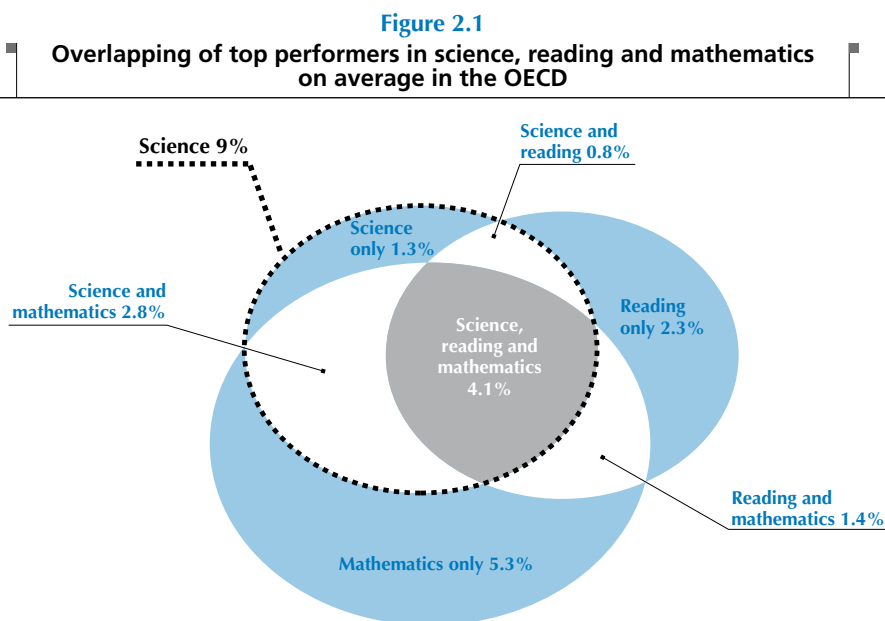 Figure 2.1
Overlapping of top performers in science, reading and mathematics
on average in the OECD
Science 9%
Science and
reading 0.8%
Science
only 1.3%
Science and
mathematics 2.8%
Reading
only 2.3%
Science,
reading and
mathematics
4.1%
Reading and
mathematics 1.4%
Mathematics only 5.3%